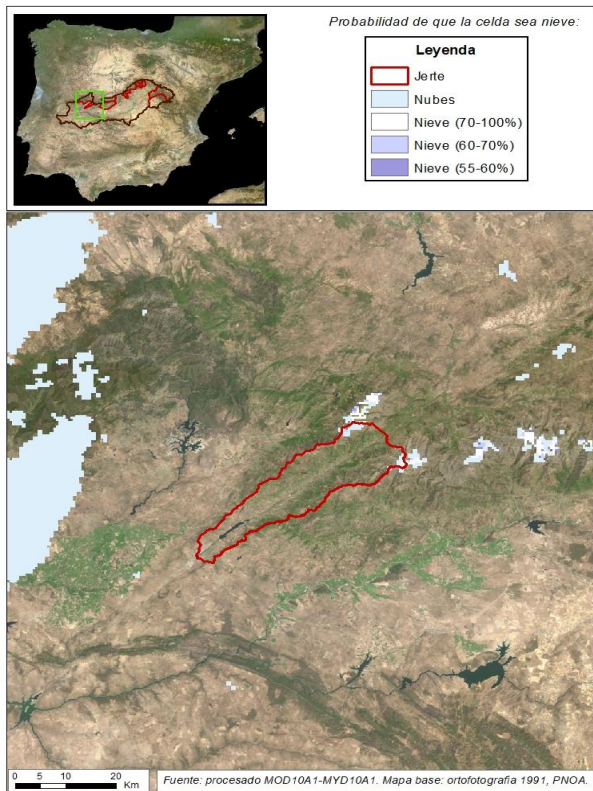 Probabilidad de que la celda sea nieve:
Leyenda
Jerte
Nubes
Nieve (70-100%)
Nieve (60-70%)
Nieve (55-60%)
0 5 10 20
Km
Fuente: procesado MOD10A1-MYD10A1. Mapa base: ortofotografia 1991, PNOA.